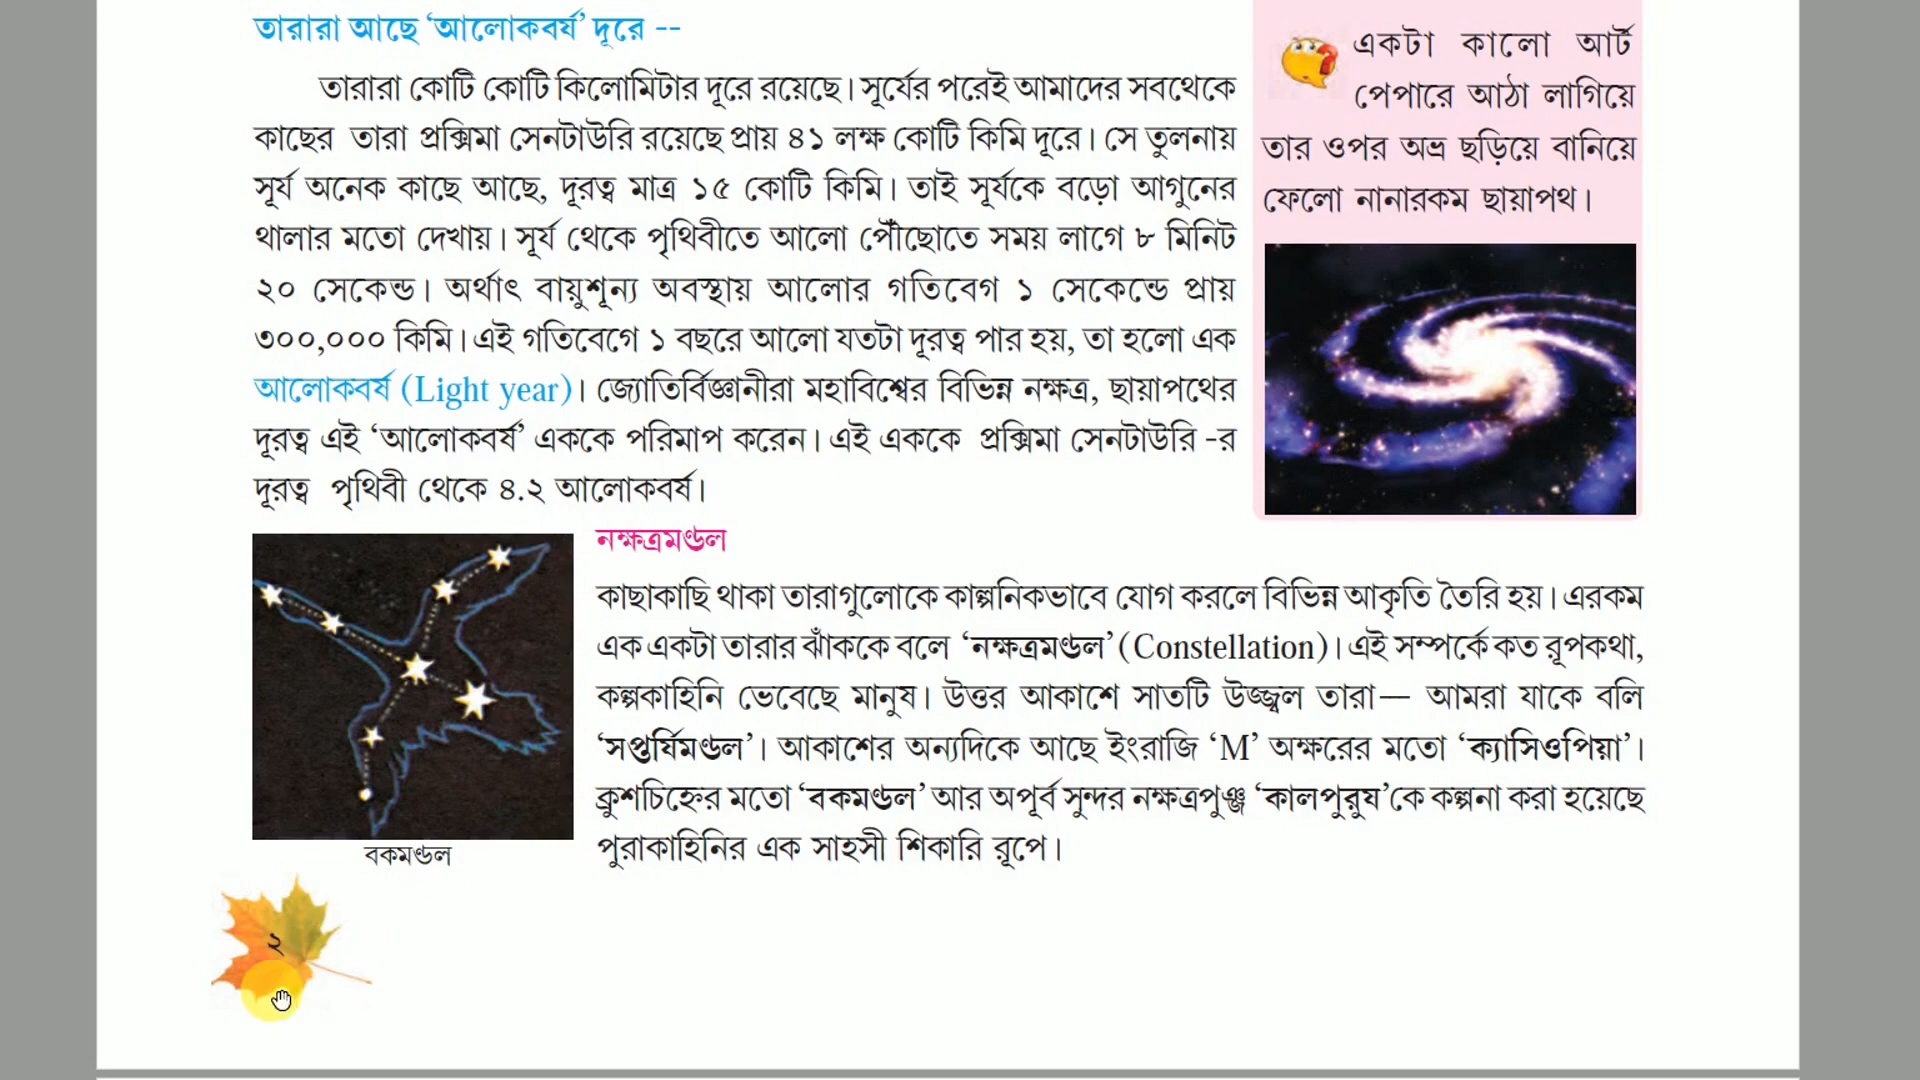 তারারা আছে ‘আলোকবর্ষ’ দূরে --
তারারা কোটি কোটি কিলোমিটার দূরে রয়েছে। সূর্যের পরেই আমাদের সবথেকে
কাছের তারা প্রক্সিমা সেনটাউরি রয়েছে প্রায় ৪১ লক্ষ কোটি কিমি দূরে। সে তুলনায়
সূর্য অনেক কাছে আছে, দূরত্ব মাত্র ১৫ কোটি কিমি। তাই সূর্যকে বড়ো আগুনের
থালার মতো দেখায়। সূর্য থেকে পৃথিবীতে আলো পৌঁছোতে সময় লাগে ৮ মিনিট
২০ সেকেন্ড। অর্থাৎ বায়ুশূন্য অবস্থায় আলোর গতিবেগ ১ সেকেন্ডে প্রায়
৩০০,০০০ কিমি। এই গতিবেগে ১ বছরে আলো যতটা দূরত্ব পার হয়, তা হলো এক
আলোকবর্ষ (Light year)। জ্যোতির্বিজ্ঞানীরা মহাবিশ্বের বিভিন্ন নক্ষত্র, ছায়াপথের
দূরত্ব এই ‘আলোকবর্ষ’ এককে পরিমাপ করেন। এই এককে প্রক্সিমা সেনটাউরি -র
দূরত্ব পৃথিবী থেকে ৪.২ আলোকবর্ষ।
একটা কালো আর্ট
পেপারে আঠা লাগিয়ে
তার ওপর অভ্র ছড়িয়ে বানিয়ে
ফেলো নানারকম ছায়াপথ।
নক্ষত্রমণ্ডল
কাছাকাছি থাকা তারাগুলোকে কাল্পনিকভাবে যোগ করলে বিভিন্ন আকৃতি তৈরি হয়। এরকম
এক একটা তারার ঝাঁককে বলে ‘নক্ষত্রমণ্ডল’ (Constellation)। এই সম্পর্কে কত রূপকথা,
কল্পকাহিনি ভেবেছে মানুষ। উত্তর আকাশে সাতটি উজ্জ্বল তারা— আমরা যাকে বলি
‘সপ্তর্ষিমণ্ডল’। আকাশের অন্যদিকে আছে ইংরাজি ‘M’ অক্ষরের মতো ‘ক্যাসিওপিয়া’।
ক্রুশচিহ্নের মতো ‘বকমণ্ডল’ আর অপূর্ব সুন্দর নক্ষত্রপুঞ্জ ‘কালপুরুষ’কে কল্পনা করা হয়েছে
পুরাকাহিনির এক সাহসী শিকারি রূপে।
বকমণ্ডল
২